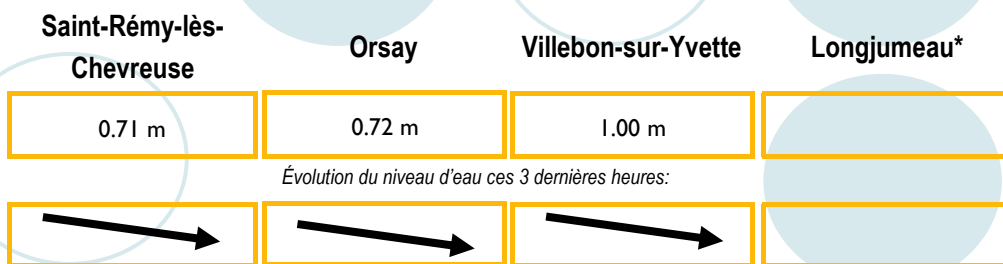 Saint-Rémy-lès-
Chevreuse
Orsay
Villebon-sur-Yvette
Longjumeau*
0.71 m
0.72 m
1.00 m
Évolution du niveau d'eau ces 3 dernières heures: